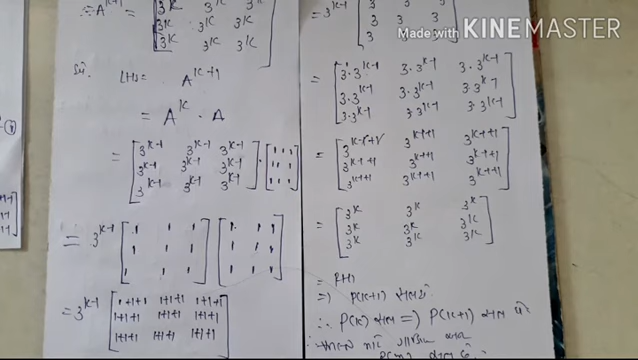 ∴ A^{k+1} = [ 3^k 3^k 3^k
3^k 3^k 3^k
3^k 3^k 3^k ]
LHS = A^{k+1}
= A^k · A
= [ 3^{k-1} 3^{k-1} 3^{k-1}
3^{k-1} 3^{k-1} 3^{k-1}
3^{k-1} 3^{k-1} 3^{k-1} ] · [ 1 1 1
1 1 1
1 1 1 ]
= 3^{k-1} [ 1 1 1
1 1 1
1 1 1 ] [ 1 1 1
1 1 1
1 1 1 ]
= 3^{k-1} [ 1+1+1 1+1+1 1+1+1
1+1+1 1+1+1 1+1+1
1+1+1 1+1+1 1+1+1 ]
Made with KINEMASTER
= 3^{k-1} [ 3 3 3
3 3 3
3 3 3 ]
= [ 3·3^{k-1} 3·3^{k-1} 3·3^{k-1}
3·3^{k-1} 3·3^{k-1} 3·3^{k-1}
3·3^{k-1} 3·3^{k-1} 3·3^{k-1} ]
= [ 3^{k-1+1} 3^{k-1+1} 3^{k-1+1}
3^{k-1+1} 3^{k-1+1} 3^{k-1+1}
3^{k-1+1} 3^{k-1+1} 3^{k-1+1} ]
= [ 3^k 3^k 3^k
3^k 3^k 3^k
3^k 3^k 3^k ]
= RHS
⇒ P(k+1) સત્ય છે.
∴ P(k) સત્ય ⇒ P(k+1) સત્ય છે.